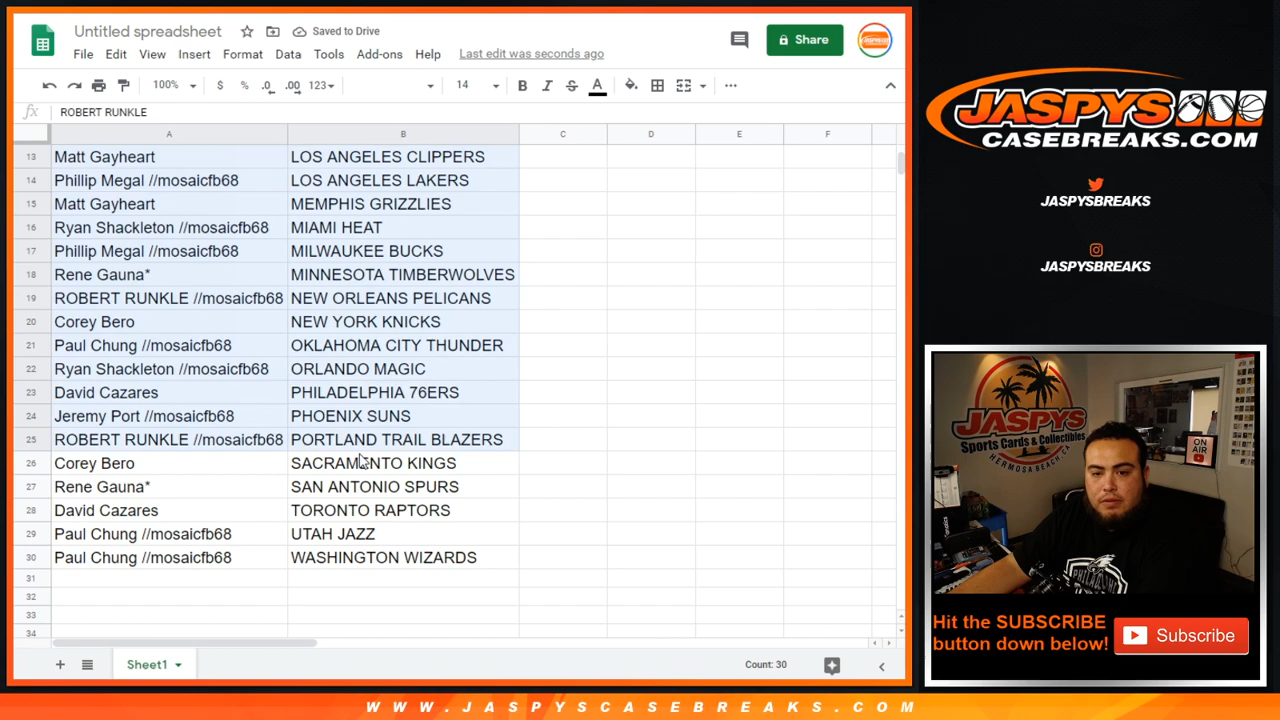 Untitled spreadsheet
Saved to Drive
File Edit View Insert Format Data Tools Add-ons Help Last edit was seconds ago
Share
100% $ % .0 .00 123 14 B I S A
fx ROBERT RUNKLE
A B C D E F
13 Matt Gayheart LOS ANGELES CLIPPERS
14 Phillip Megal //mosaicfb68 LOS ANGELES LAKERS
15 Matt Gayheart MEMPHIS GRIZZLIES
16 Ryan Shackleton //mosaicfb68 MIAMI HEAT
17 Phillip Megal //mosaicfb68 MILWAUKEE BUCKS
18 Rene Gauna* MINNESOTA TIMBERWOLVES
19 ROBERT RUNKLE //mosaicfb68 NEW ORLEANS PELICANS
20 Corey Bero NEW YORK KNICKS
21 Paul Chung //mosaicfb68 OKLAHOMA CITY THUNDER
22 Ryan Shackleton //mosaicfb68 ORLANDO MAGIC
23 David Cazares PHILADELPHIA 76ERS
24 Jeremy Port //mosaicfb68 PHOENIX SUNS
25 ROBERT RUNKLE //mosaicfb68 PORTLAND TRAIL BLAZERS
26 Corey Bero SACRAMENTO KINGS
27 Rene Gauna* SAN ANTONIO SPURS
28 David Cazares TORONTO RAPTORS
29 Paul Chung //mosaicfb68 UTAH JAZZ
30 Paul Chung //mosaicfb68 WASHINGTON WIZARDS
31
32
33
34
Sheet1
Count: 30
JASPYS
CASEBREAKS.COM
JASPYSBREAKS
JASPYSBREAKS
JASPYS
Sports Cards & Collectibles
HERMOSA BEACH, CA
ON AIR
Hit the SUBSCRIBE
button down below!
Subscribe
WWW.JASPYSCASEBREAKS.COM